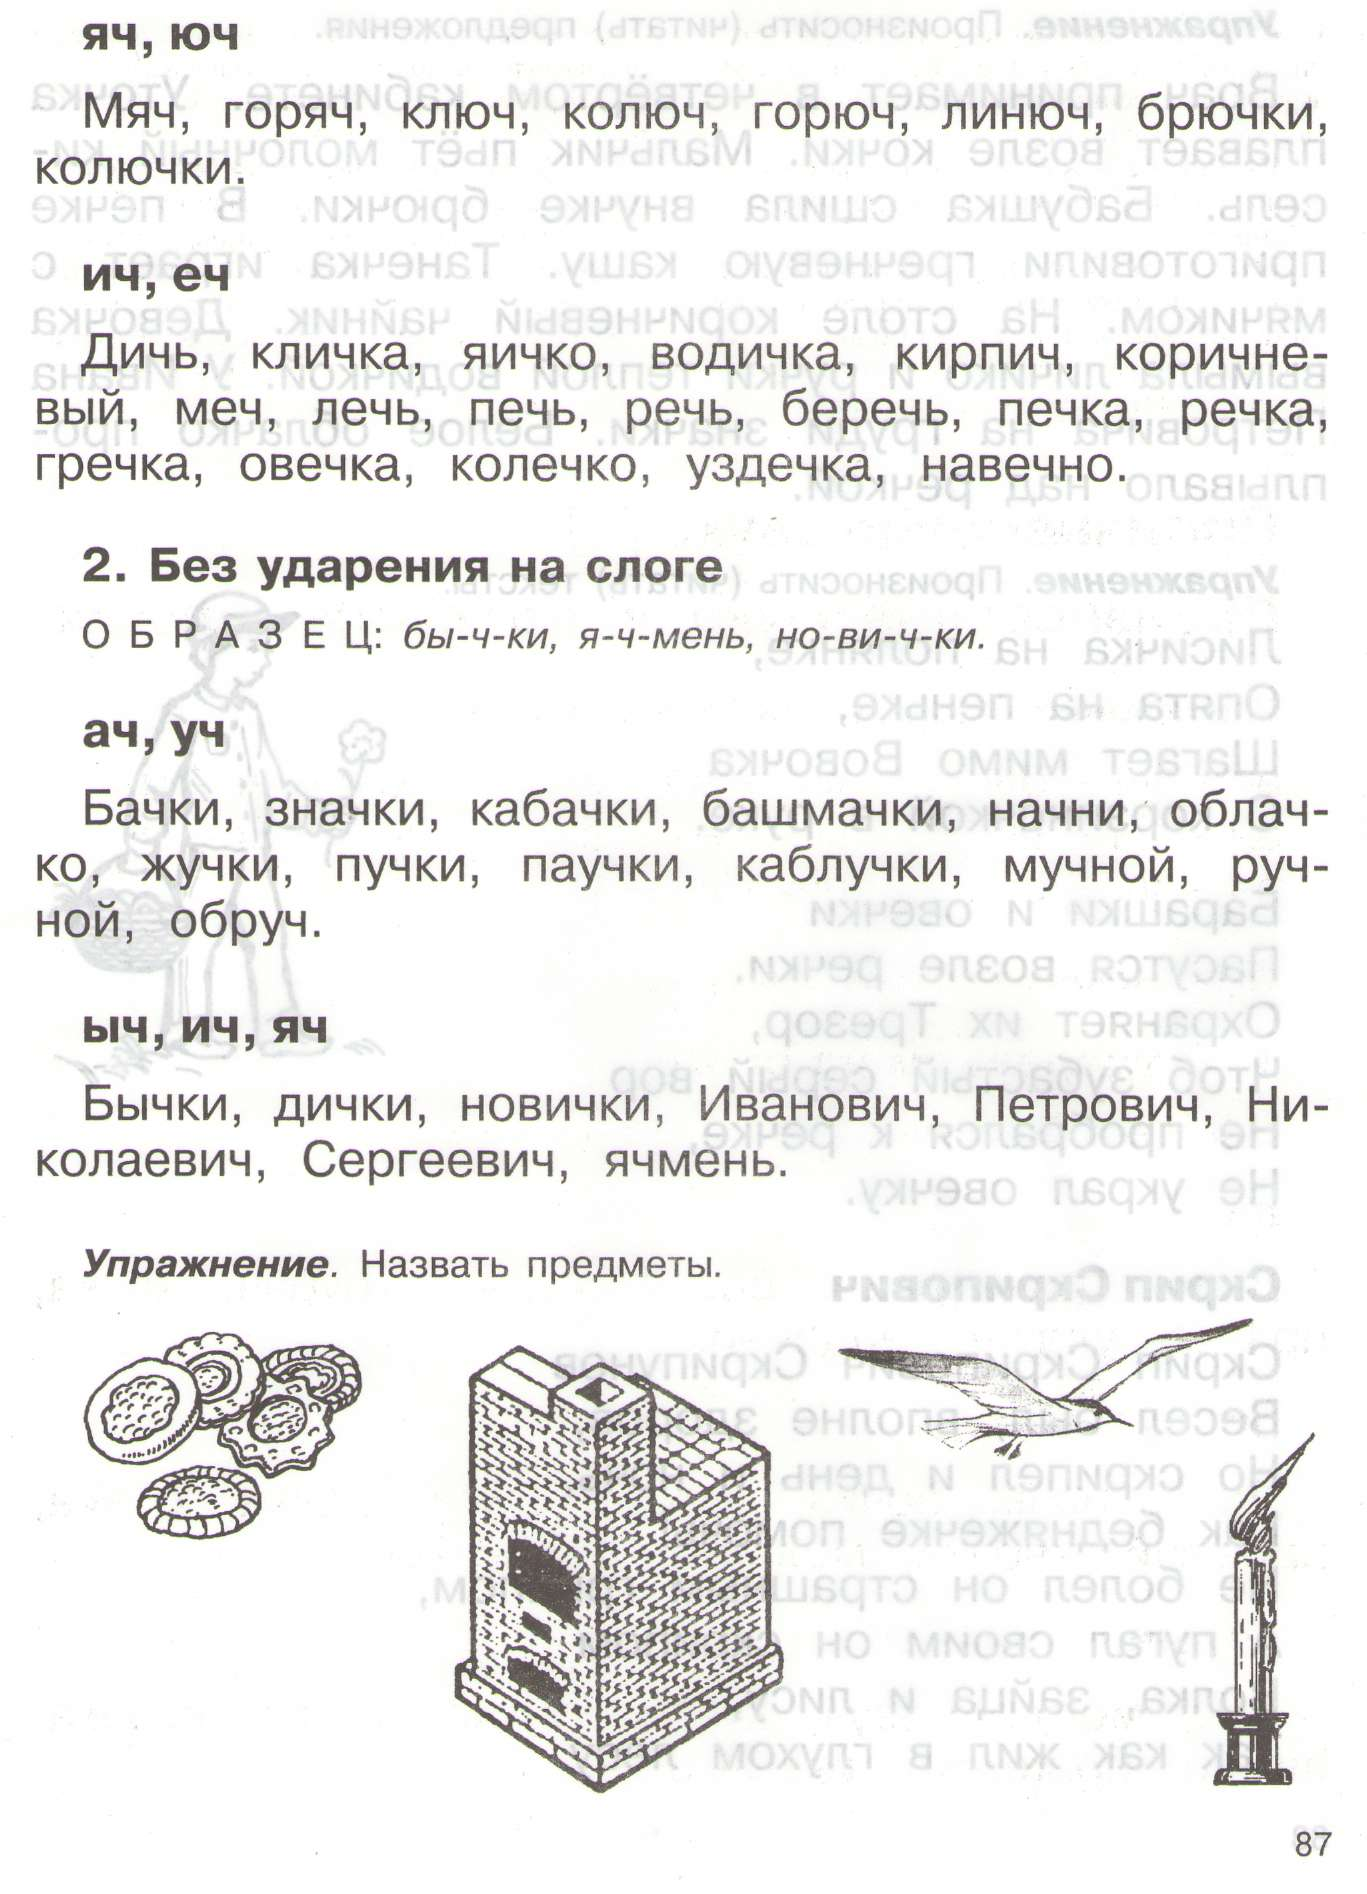 яч, юч
Мяч, горяч, ключ, колюч, горюч, линюч, брючки,
колючки.
ич, еч
Дичь, кличка, яичко, водичка, кирпич, коричне-
вый, меч, лечь, печь, речь, беречь, печка, речка,
гречка, овечка, колечко, уздечка, навечно.
2. Без ударения на слоге
О Б Р А З Е Ц: бы-ч-ки, я-ч-мень, но-ви-ч-ки.
ач, уч
Бачки, значки, кабачки, башмачки, начни, облач-
ко, жучки, пучки, паучки, каблучки, мучной, руч-
ной, обруч.
ыч, ич, яч
Бычки, дички, новички, Иванович, Петрович, Ни-
колаевич, Сергеевич, ячмень.
Упражнение. Назвать предметы.
87